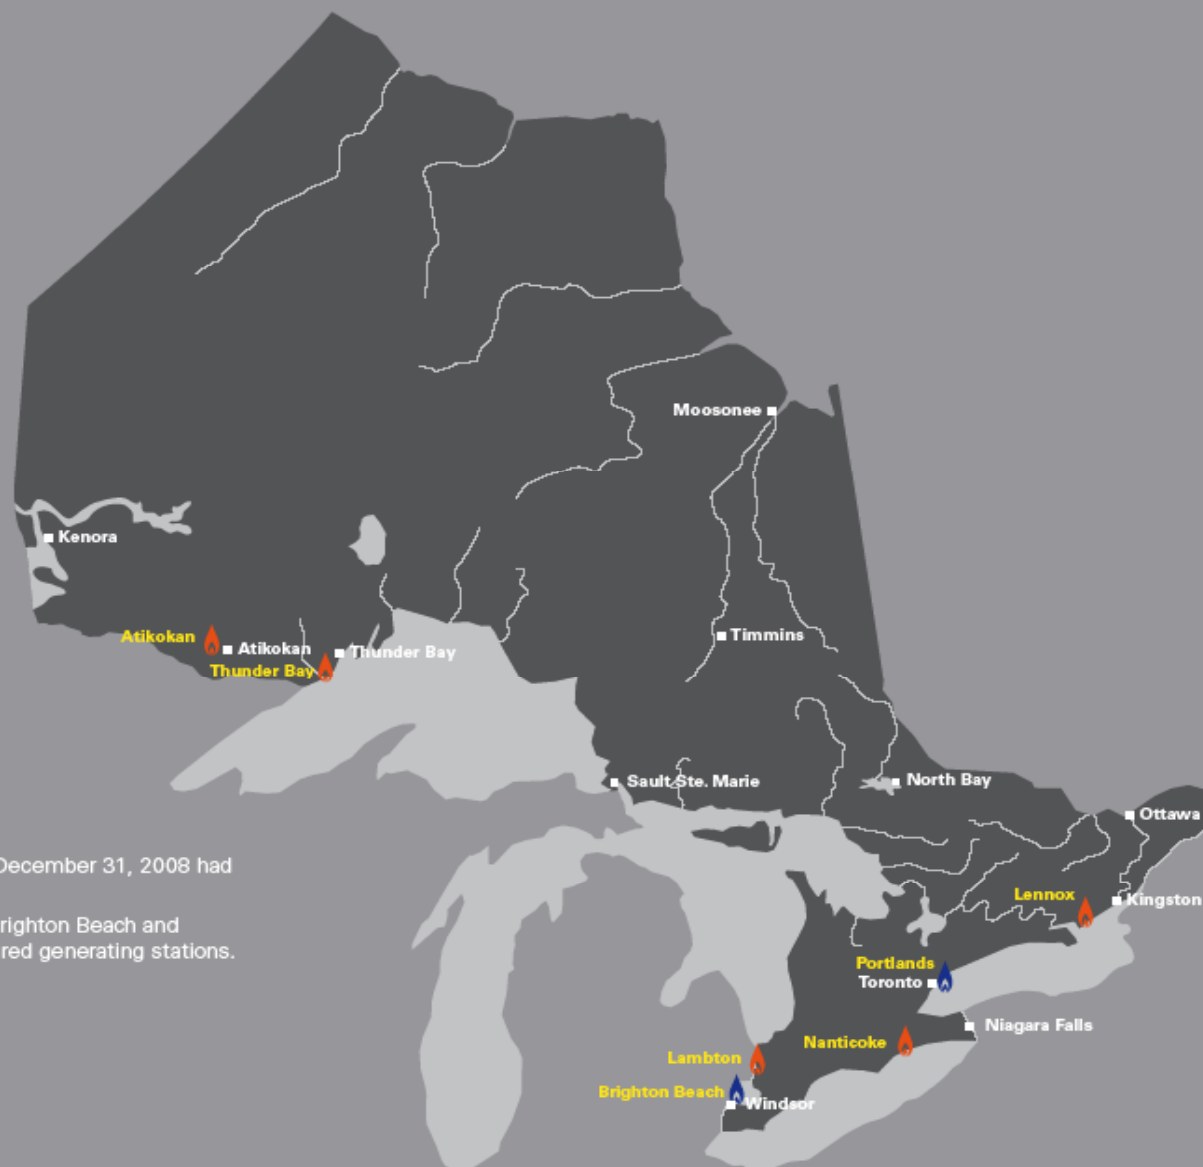 Moosonee
Kenora
Atikokan
Atikokan
Thunder Bay
Thunder Bay
Timmins
Sault Ste. Marie
North Bay
Ottawa
December 31, 2008 had
Lennox
Kingston
righton Beach and
red generating stations.
Portlands
Toronto
Niagara Falls
Nanticoke
Lambton
Brighton Beach
Windsor